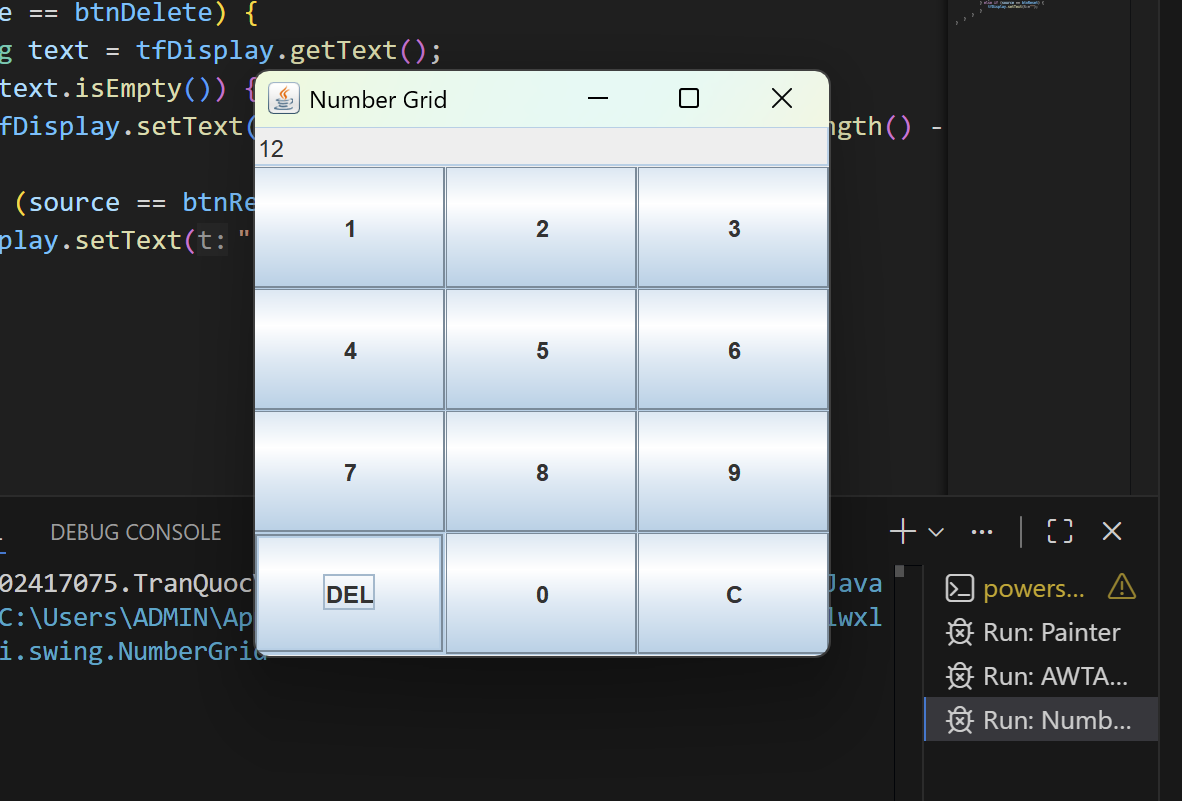 e == btnDelete) {
g text = tfDisplay.getText();
text.isEmpty()) {
fDisplay.setText( ngth() -
(source == btnRe
play.setText(t: "
Number Grid
12
1 2 3
4 5 6
7 8 9
DEL 0 C
DEBUG CONSOLE
02417075.TranQuoc Java
C:\Users\ADMIN\Ap lwxl
i.swing.NumberGrid
powers...
Run: Painter
Run: AWTA...
Run: Numb...